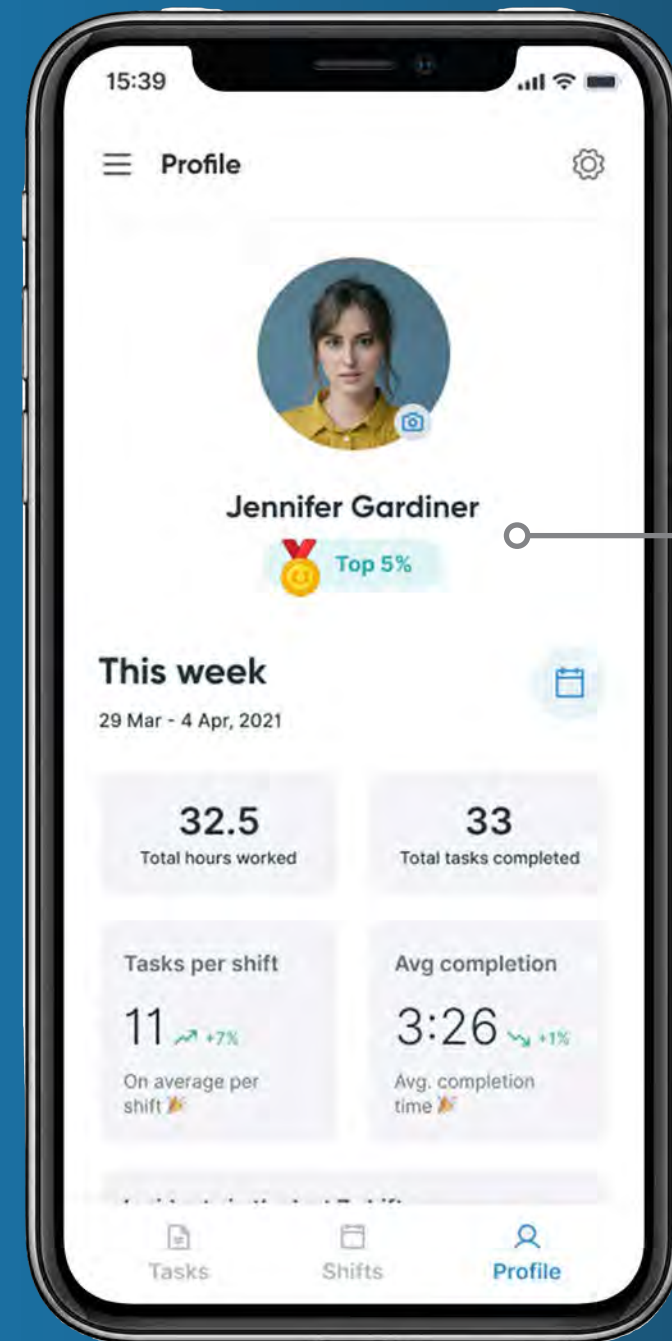 15:39
Profile
Jennifer Gardiner
Top 5%
This week
29 Mar - 4 Apr, 2021
32.5
Total hours worked
33
Total tasks completed
Tasks per shift
11 +7%
On average per
shift
Avg completion
3:26 +1%
Avg. completion
time
Tasks
Shifts
Profile